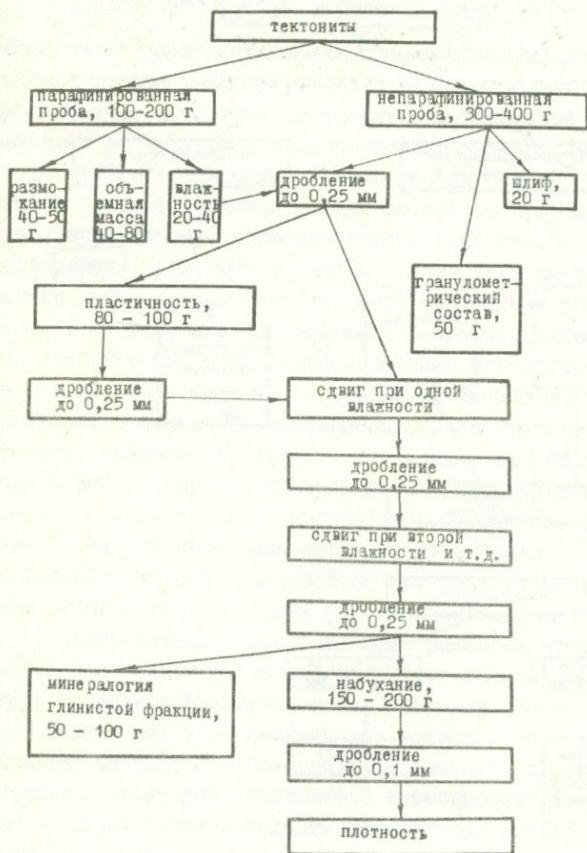 тектониты
парафинированная
проба, 100-200 г
непарафинированная
проба, 300-400 г
размо-
кание
40-50
г
объ-
емная
масса
40-80
влаж-
ность
20-40
г
дробление
до 0,25 мм
шлиф,
20 г
пластичность,
80 - 100 г
грануломет-
рический
состав,
50 г
дробление
до 0,25 мм
сдвиг при одной
влажности
дробление
до 0,25 мм
сдвиг при второй
влажности и т.д.
дробление
до 0,25 мм
минералогия
глинистой фракции,
50 - 100 г
набухание,
150 - 200 г
дробление
до 0,1 мм
плотность